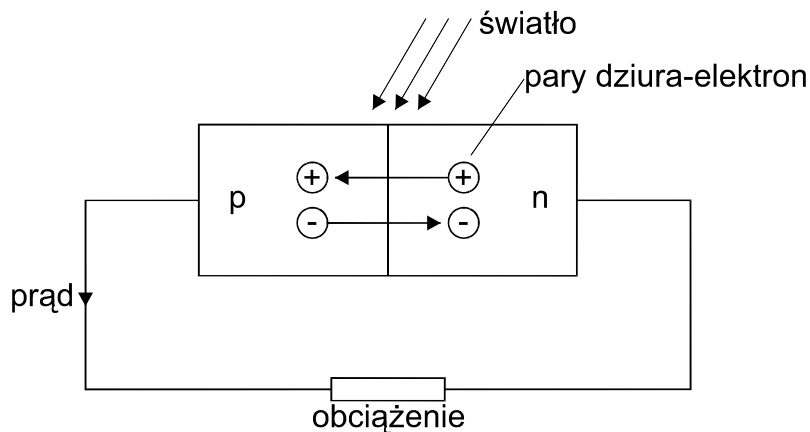 światło
pary dziura-elektron
p
+
+
n
-
-
prąd
obciążenie